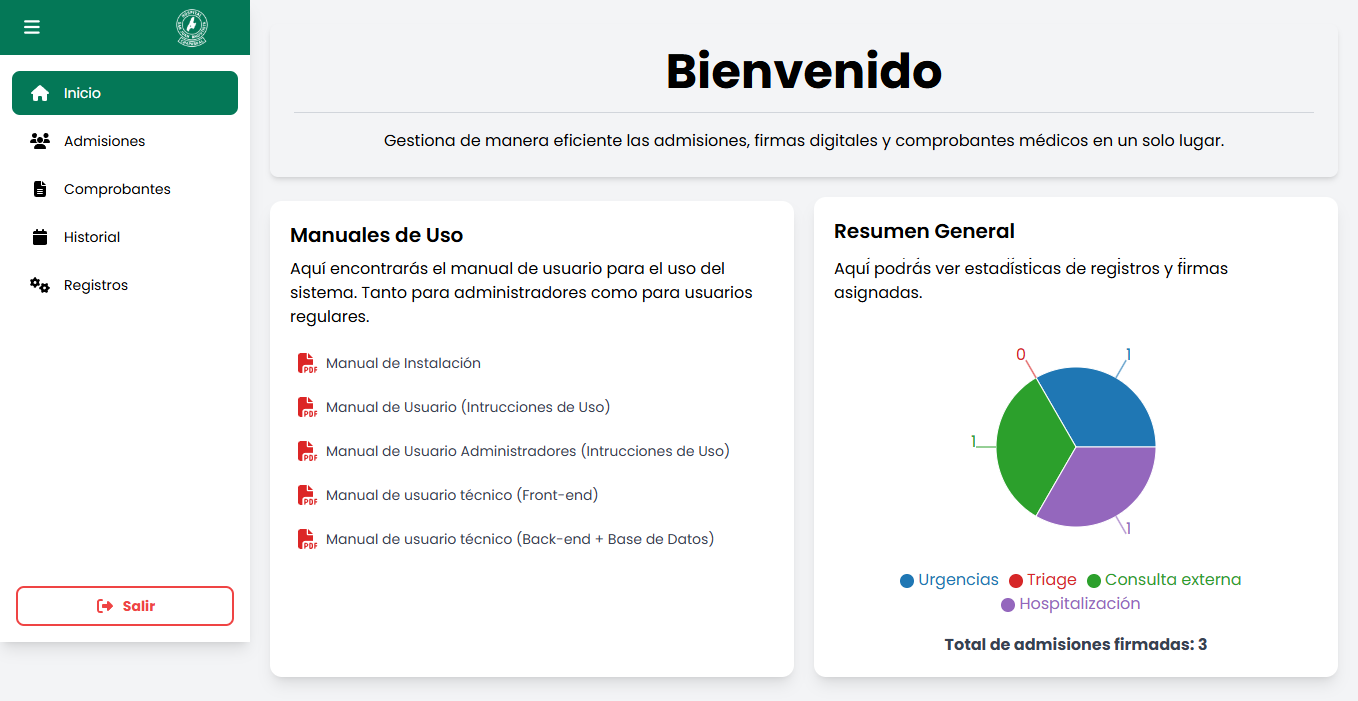 Inicio
Admisiones
Comprobantes
Historial
Registros
Salir
Bienvenido
Gestiona de manera eficiente las admisiones, firmas digitales y comprobantes médicos en un solo lugar.
Manuales de Uso
Aquí encontrarás el manual de usuario para el uso del
sistema. Tanto para administradores como para usuarios
regulares.
Manual de Instalación
Manual de Usuario (Intrucciones de Uso)
Manual de Usuario Administradores (Intrucciones de Uso)
Manual de usuario técnico (Front-end)
Manual de usuario técnico (Back-end + Base de Datos)
Resumen General
Aquí podrás ver estadísticas de registros y firmas
asignadas.
0
1
1
1
Urgencias Triage Consulta externa
Hospitalización
Total de admisiones firmadas: 3